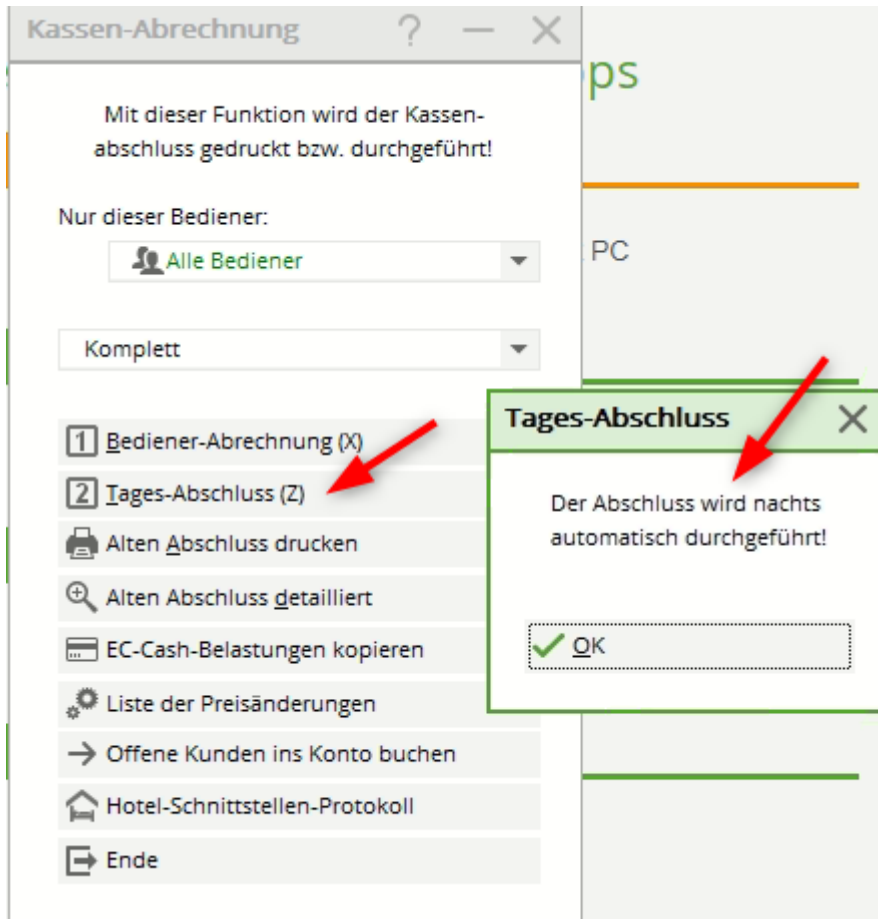 Kassen-Abrechnung
ps
Mit dieser Funktion wird der Kassen-
abschluss gedruckt bzw. durchgeführt!
Nur dieser Bediener:
Alle Bediener
PC
Komplett
1 Bediener-Abrechnung (X)
2 Tages-Abschluss (Z)
Alten Abschluss drucken
Alten Abschluss detailliert
EC-Cash-Belastungen kopieren
Liste der Preisänderungen
Offene Kunden ins Konto buchen
Hotel-Schnittstellen-Protokoll
Ende
Tages-Abschluss
Der Abschluss wird nachts
automatisch durchgeführt!
OK